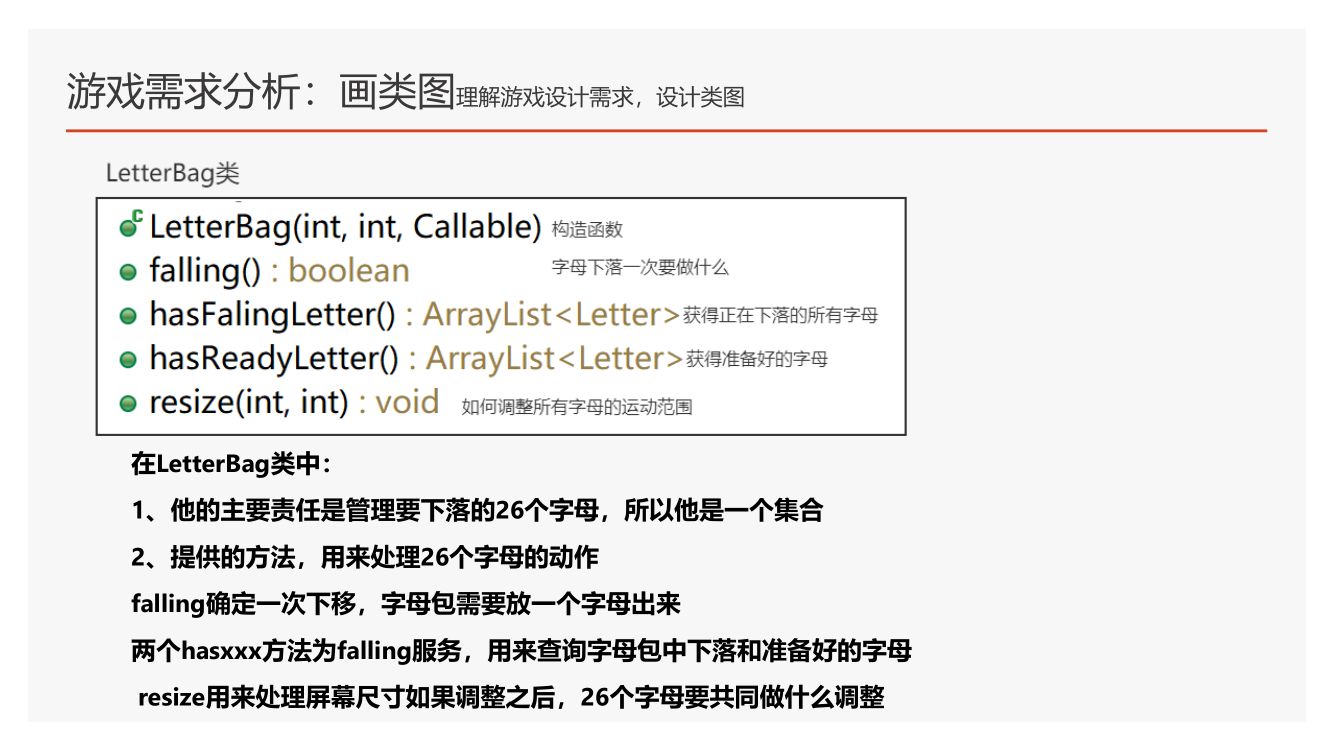 游戏需求分析：画类图理解游戏设计需求，设计类图
LetterBag类
LetterBag(int, int, Callable) 构造函数
falling() : boolean 字母下落一次要做什么
hasFalingLetter() : ArrayList<Letter> 获得正在下落的所有字母
hasReadyLetter() : ArrayList<Letter> 获得准备好的字母
resize(int, int) : void 如何调整所有字母的运动范围
在LetterBag类中：
1、他的主要责任是管理要下落的26个字母，所以他是一个集合
2、提供的方法，用来处理26个字母的动作
falling确定一次下移，字母包需要放一个字母出来
两个hasxxx方法为falling服务，用来查询字母包中下落和准备好的字母
resize用来处理屏幕尺寸如果调整之后，26个字母要共同做什么调整